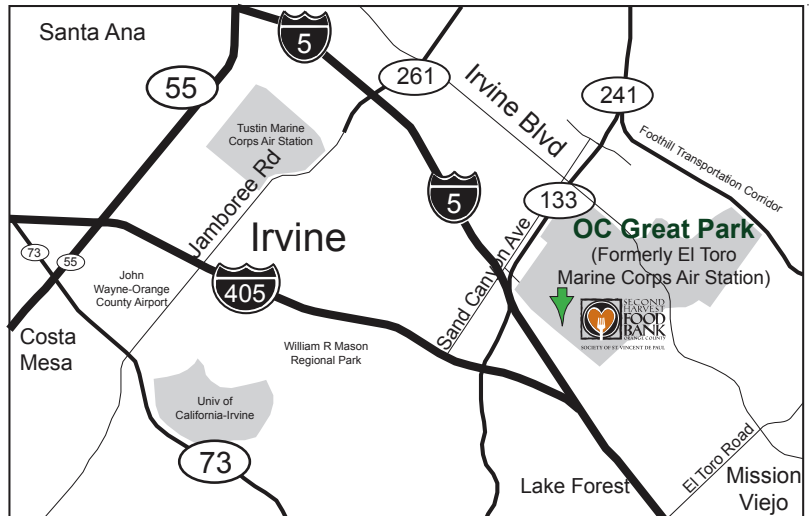 Santa Ana
5
55
261
Irvine Blvd
241
Tustin Marine
Corps Air Station
Foothill Transportation Corridor
Jamboree Rd
5
133
OC Great Park
(Formerly El Toro
Marine Corps Air Station)
Irvine
Sand Canyon Ave
73
55
John
Wayne-Orange
County Airport
405
SECOND
HARVEST
FOOD
BANK
ORANGE COUNTY
SOCIETY OF ST. VINCENT DE PAUL
Costa
Mesa
William R Mason
Regional Park
Univ of
California-Irvine
73
El Toro Road
Lake Forest
Mission
Viejo